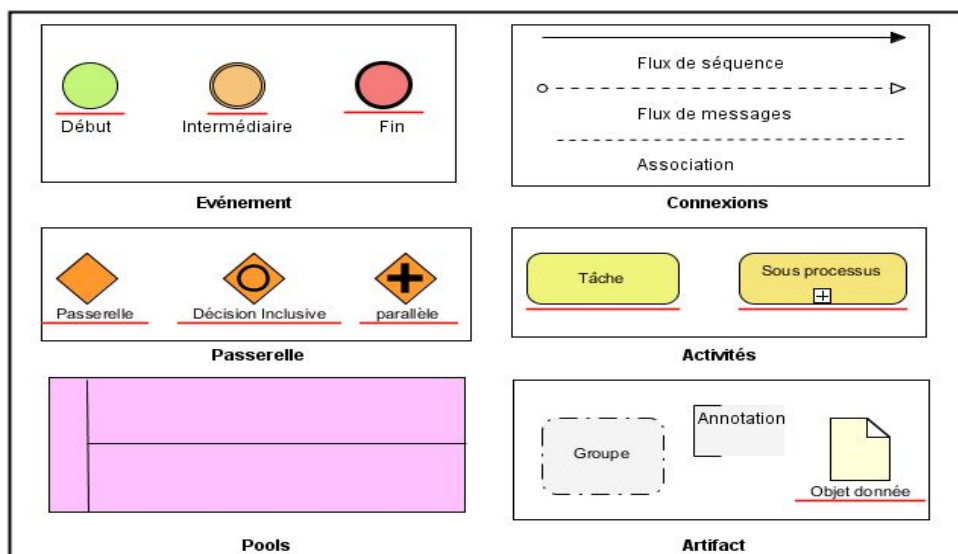 Début
Intermédiaire
Fin
Evénement
Flux de séquence
Flux de messages
Association
Connexions
Passerelle
Décision Inclusive
parallèle
Passerelle
Tâche
Sous processus
Activités
Pools
Groupe
Annotation
Objet donnée
Artifact